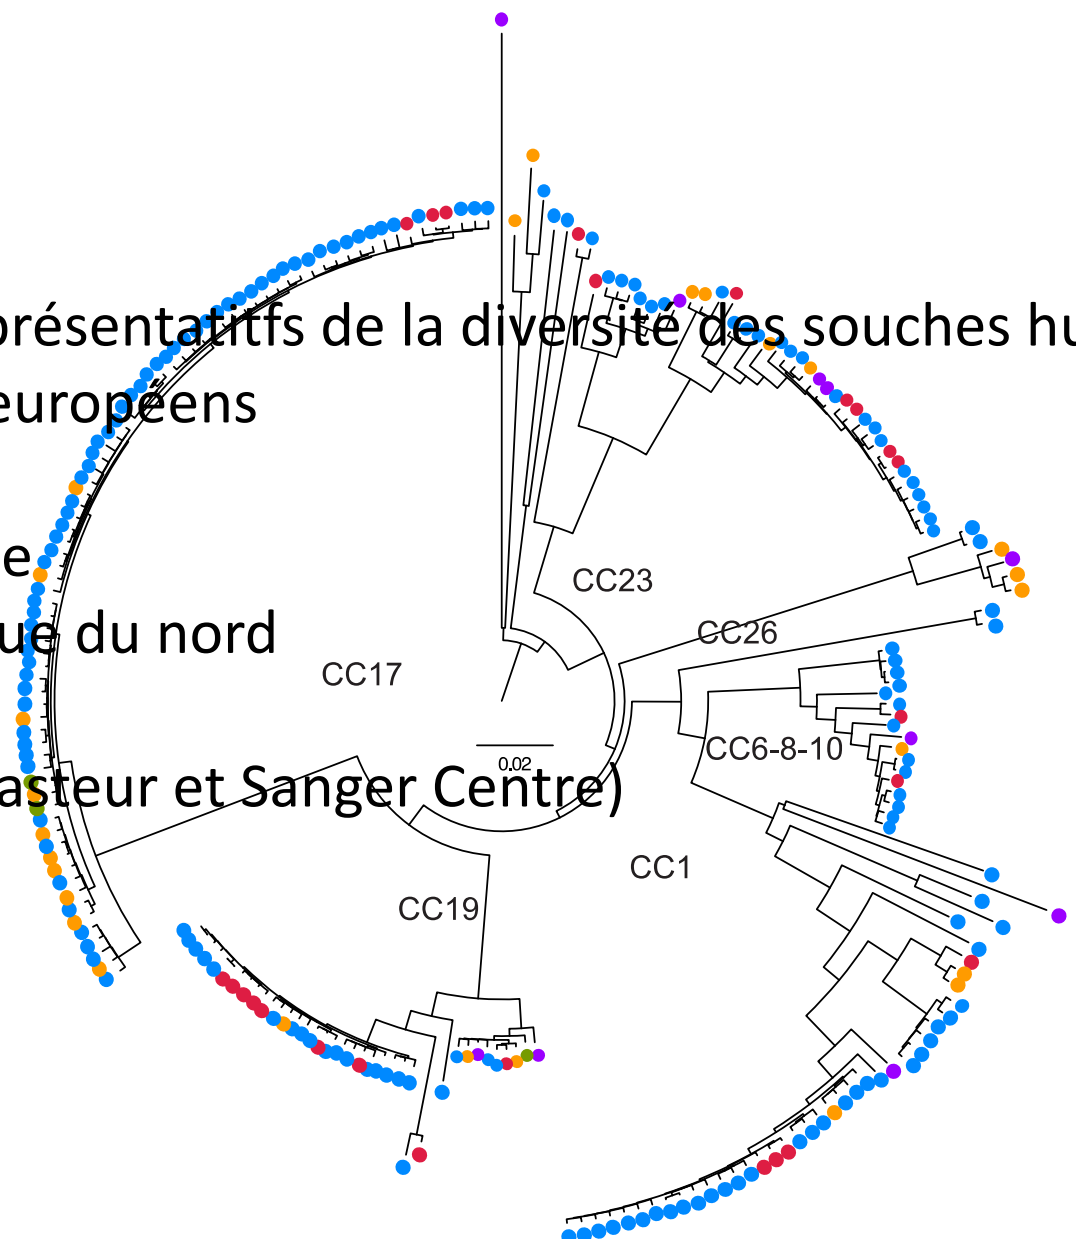 présentatitfs de la diversité des souches hu
européens
e
CC23
ue du nord
CC26
CC17
CC6-8-10
0.02
asteur et Sanger Centre)
CC1
CC19